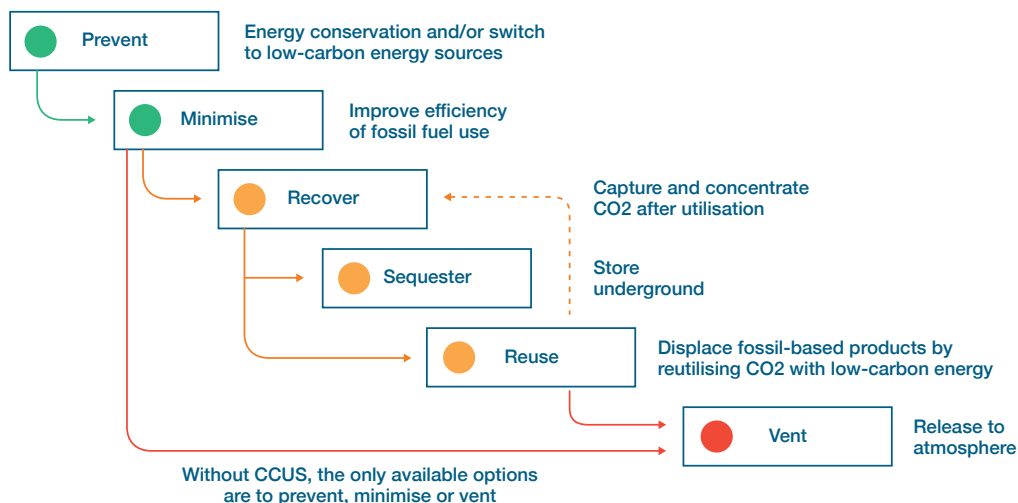 Prevent
Energy conservation and/or switch
to low-carbon energy sources
Minimise
Improve efficiency
of fossil fuel use
Recover
Capture and concentrate
CO2 after utilisation
Sequester
Store
underground
Reuse
Displace fossil-based products by
reutilising CO2 with low-carbon energy
Vent
Release to
atmosphere
Without CCUS, the only available options
are to prevent, minimise or vent